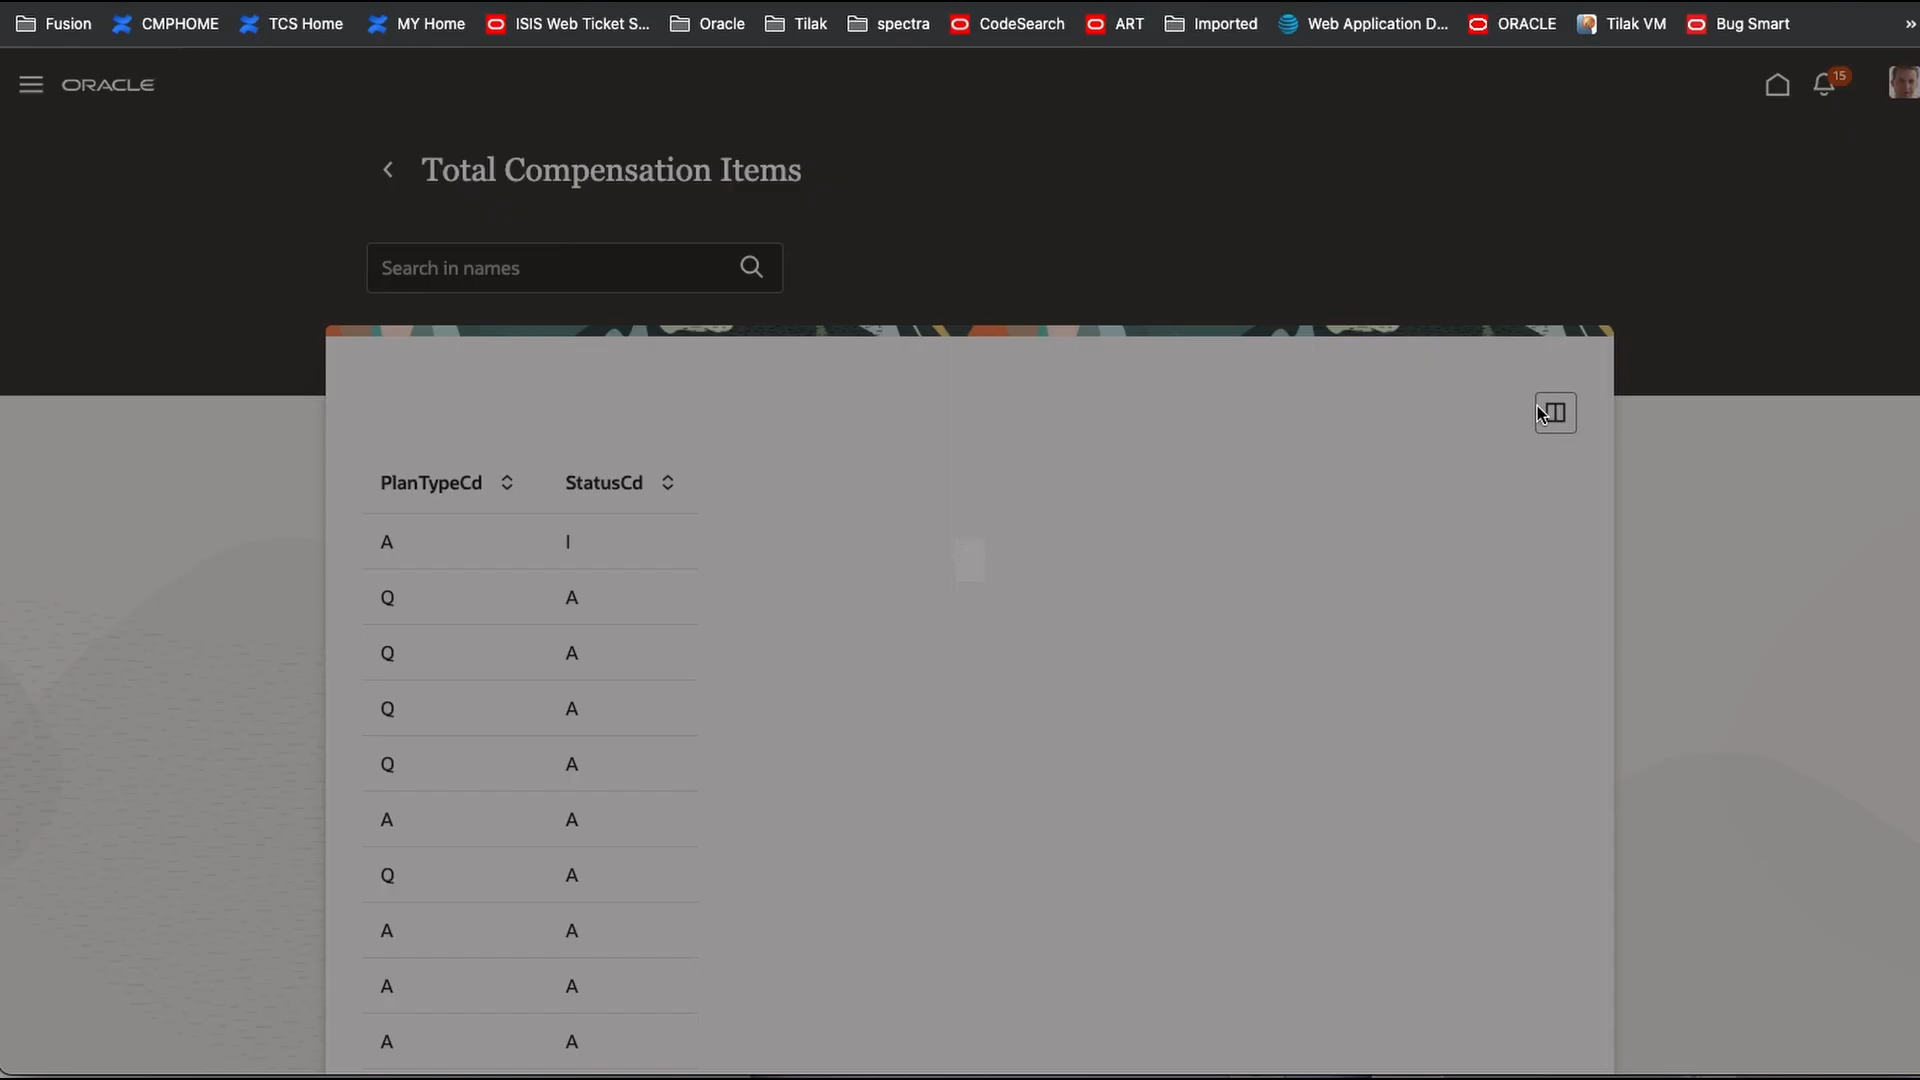 Fusion CMPHOME TCS Home MY Home ISIS Web Ticket S... Oracle Tilak spectra CodeSearch ART Imported Web Application D... ORACLE Tilak VM Bug Smart »
ORACLE 15
Total Compensation Items
Search in names
PlanTypeCd StatusCd
A I
Q A
Q A
Q A
Q A
A A
Q A
A A
A A
A A